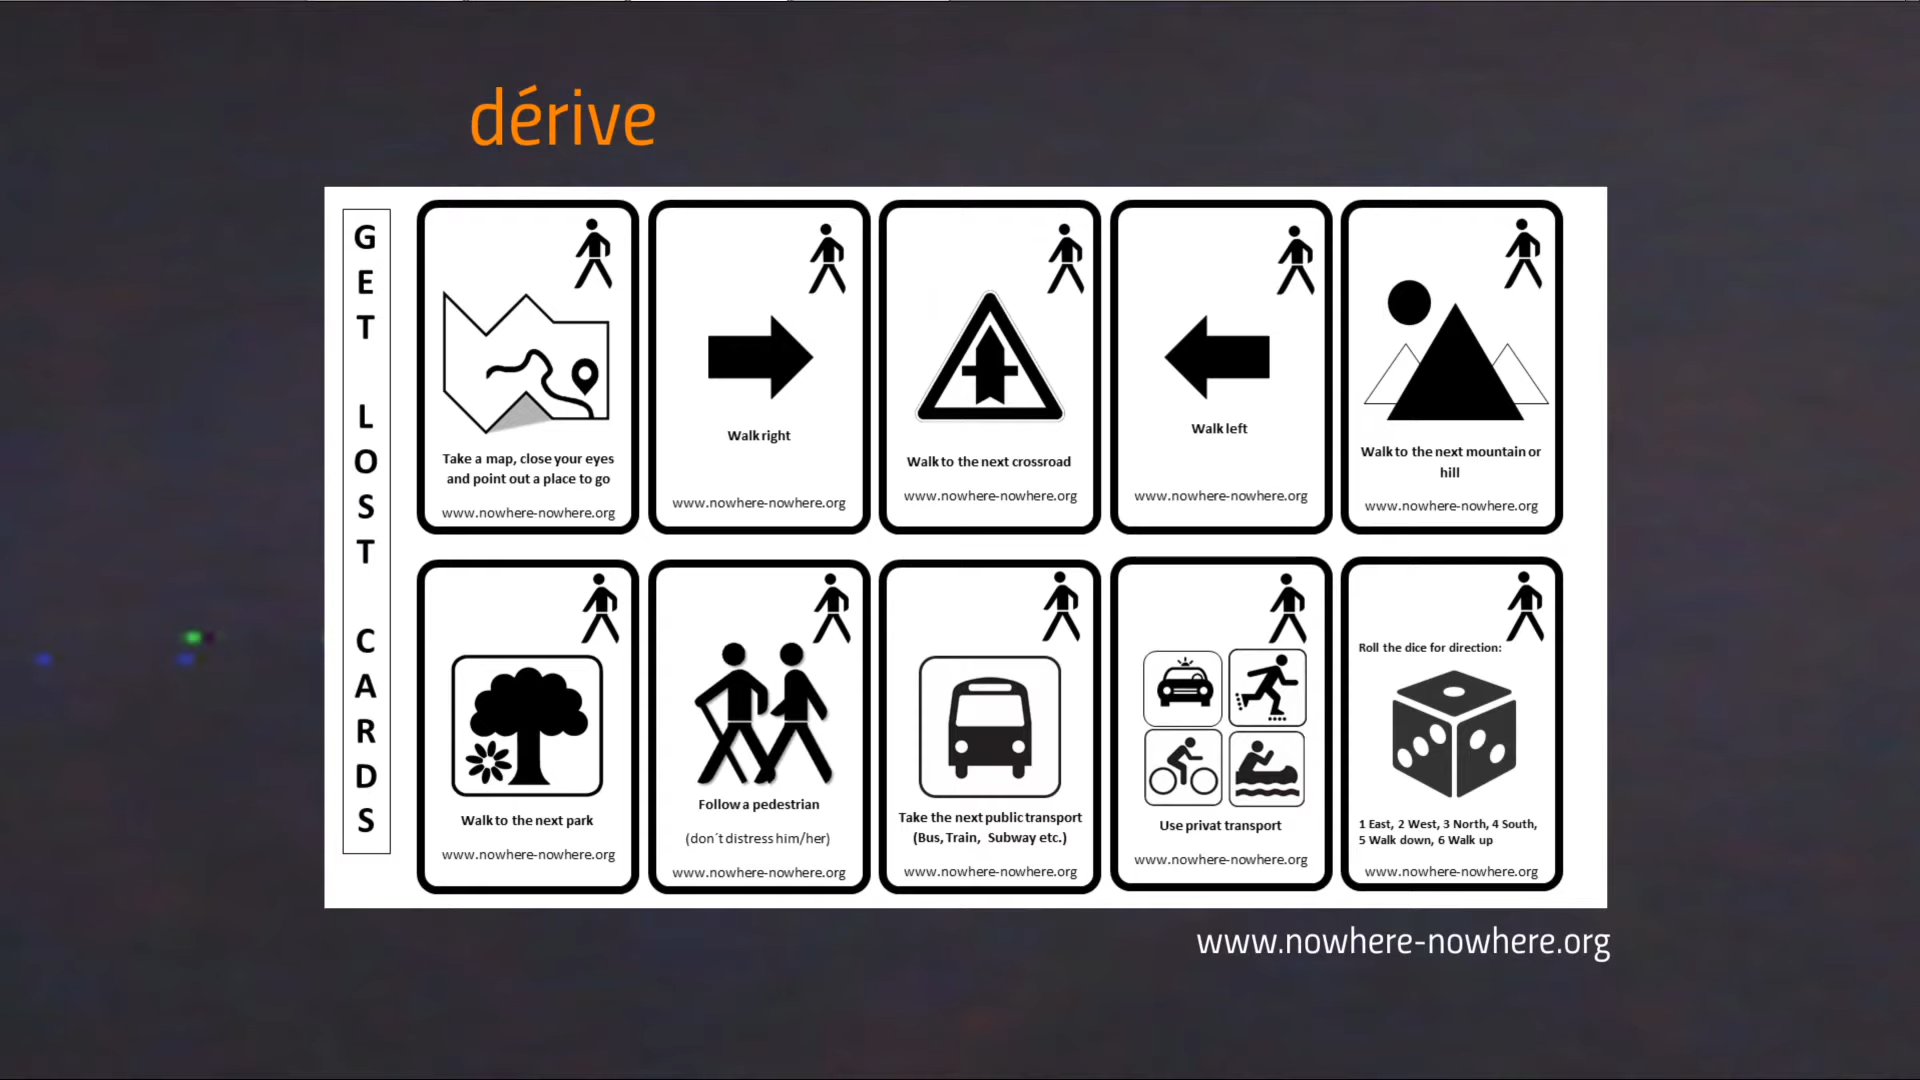 dérive
GET LOST CARDS
Take a map, close your eyes
and point out a place to go
www.nowhere-nowhere.org
Walk right
www.nowhere-nowhere.org
Walk to the next crossroad
www.nowhere-nowhere.org
Walk left
www.nowhere-nowhere.org
Walk to the next mountain or
hill
www.nowhere-nowhere.org
Walk to the next park
www.nowhere-nowhere.org
Follow a pedestrian
(don´t distress him/her)
www.nowhere-nowhere.org
Take the next public transport
(Bus, Train, Subway etc.)
www.nowhere-nowhere.org
Use privat transport
www.nowhere-nowhere.org
Roll the dice for direction:
1 East, 2 West, 3 North, 4 South,
5 Walk down, 6 Walk up
www.nowhere-nowhere.org
www.nowhere-nowhere.org